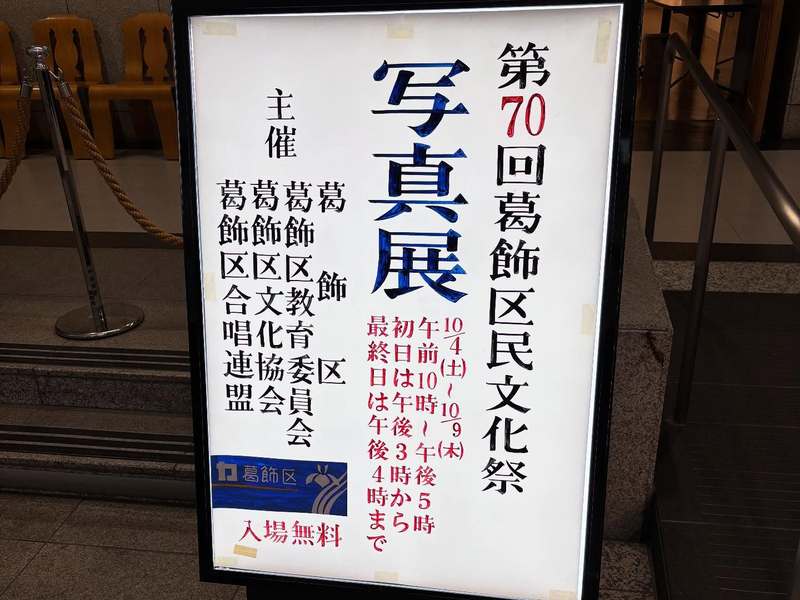 第70回葛飾区民文化祭
写真展
10/4(土)~10/9(木)
午前10時~午後5時
初日は午後3時から
最終日は午後4時まで
主催
葛飾区
葛飾区教育委員会
葛飾区文化協会
葛飾区合唱連盟
葛飾区
入場無料